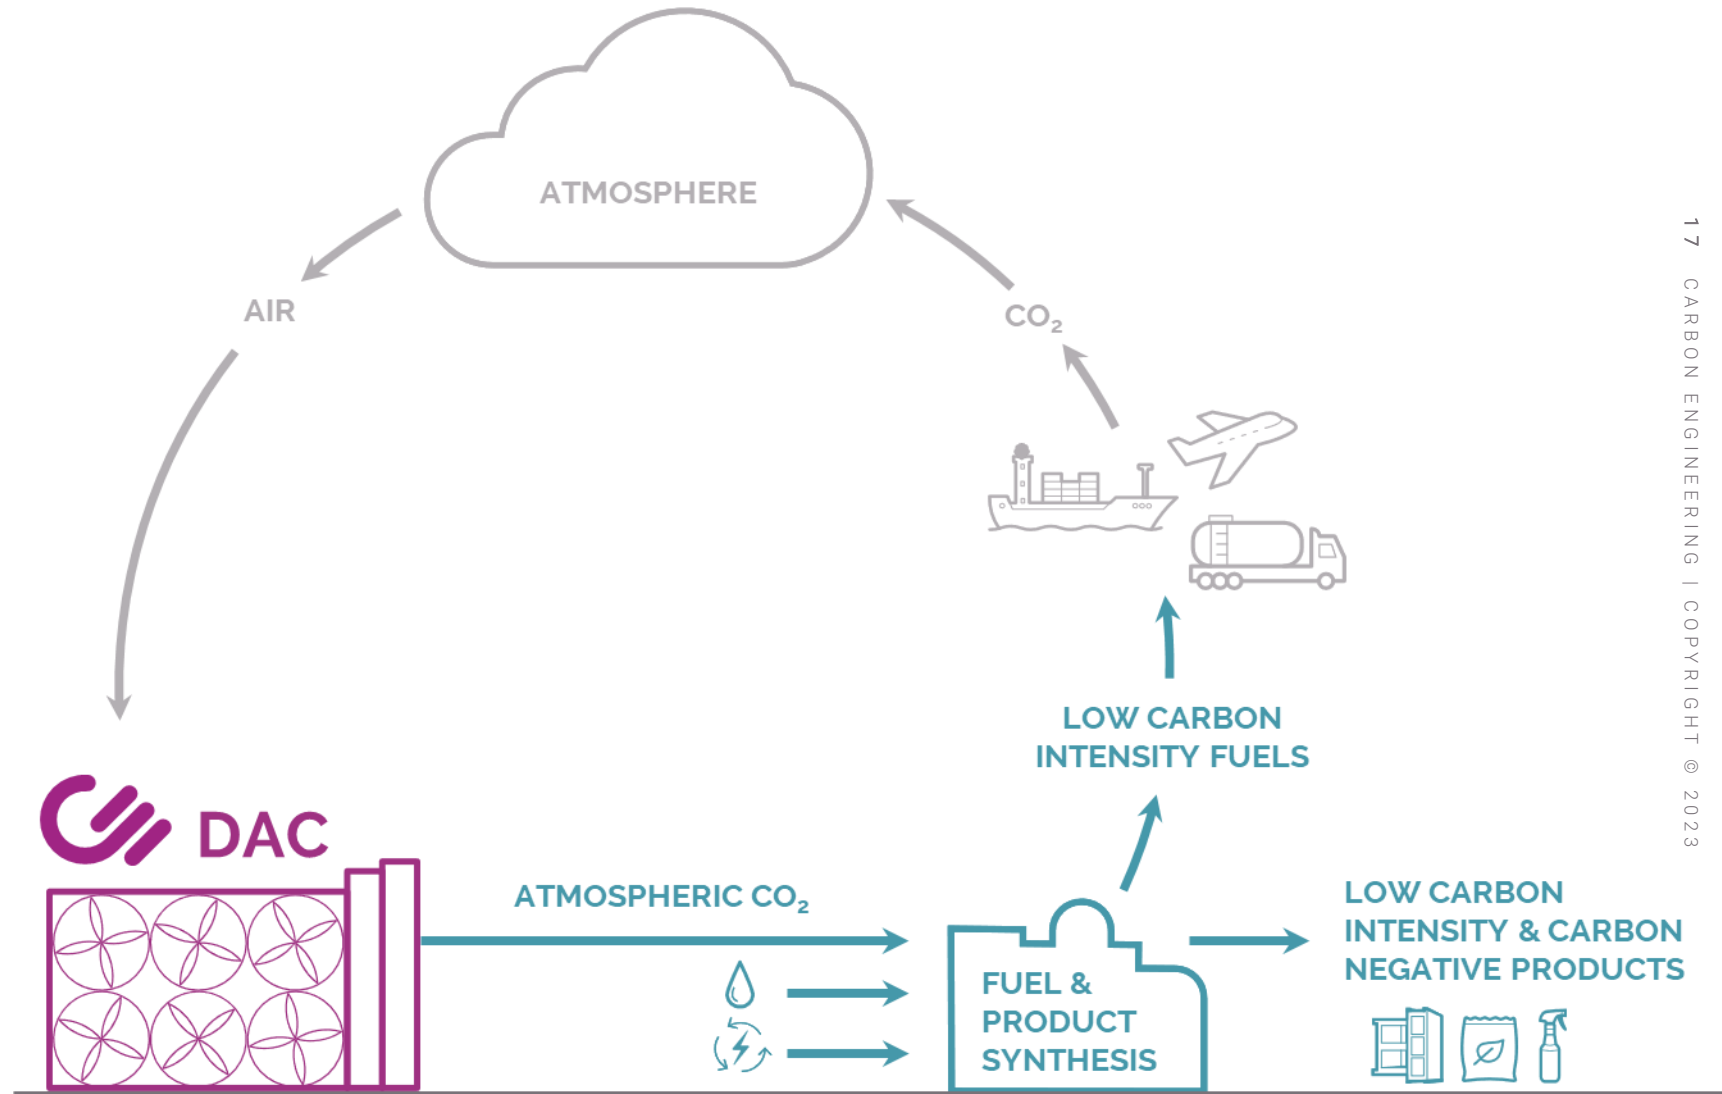 ATMOSPHERE
AIR
CO₂
LOW CARBON
INTENSITY FUELS
DAC
ATMOSPHERIC CO₂
FUEL &
PRODUCT
SYNTHESIS
LOW CARBON
INTENSITY & CARBON
NEGATIVE PRODUCTS
17 CARBON ENGINEERING | COPYRIGHT © 2023